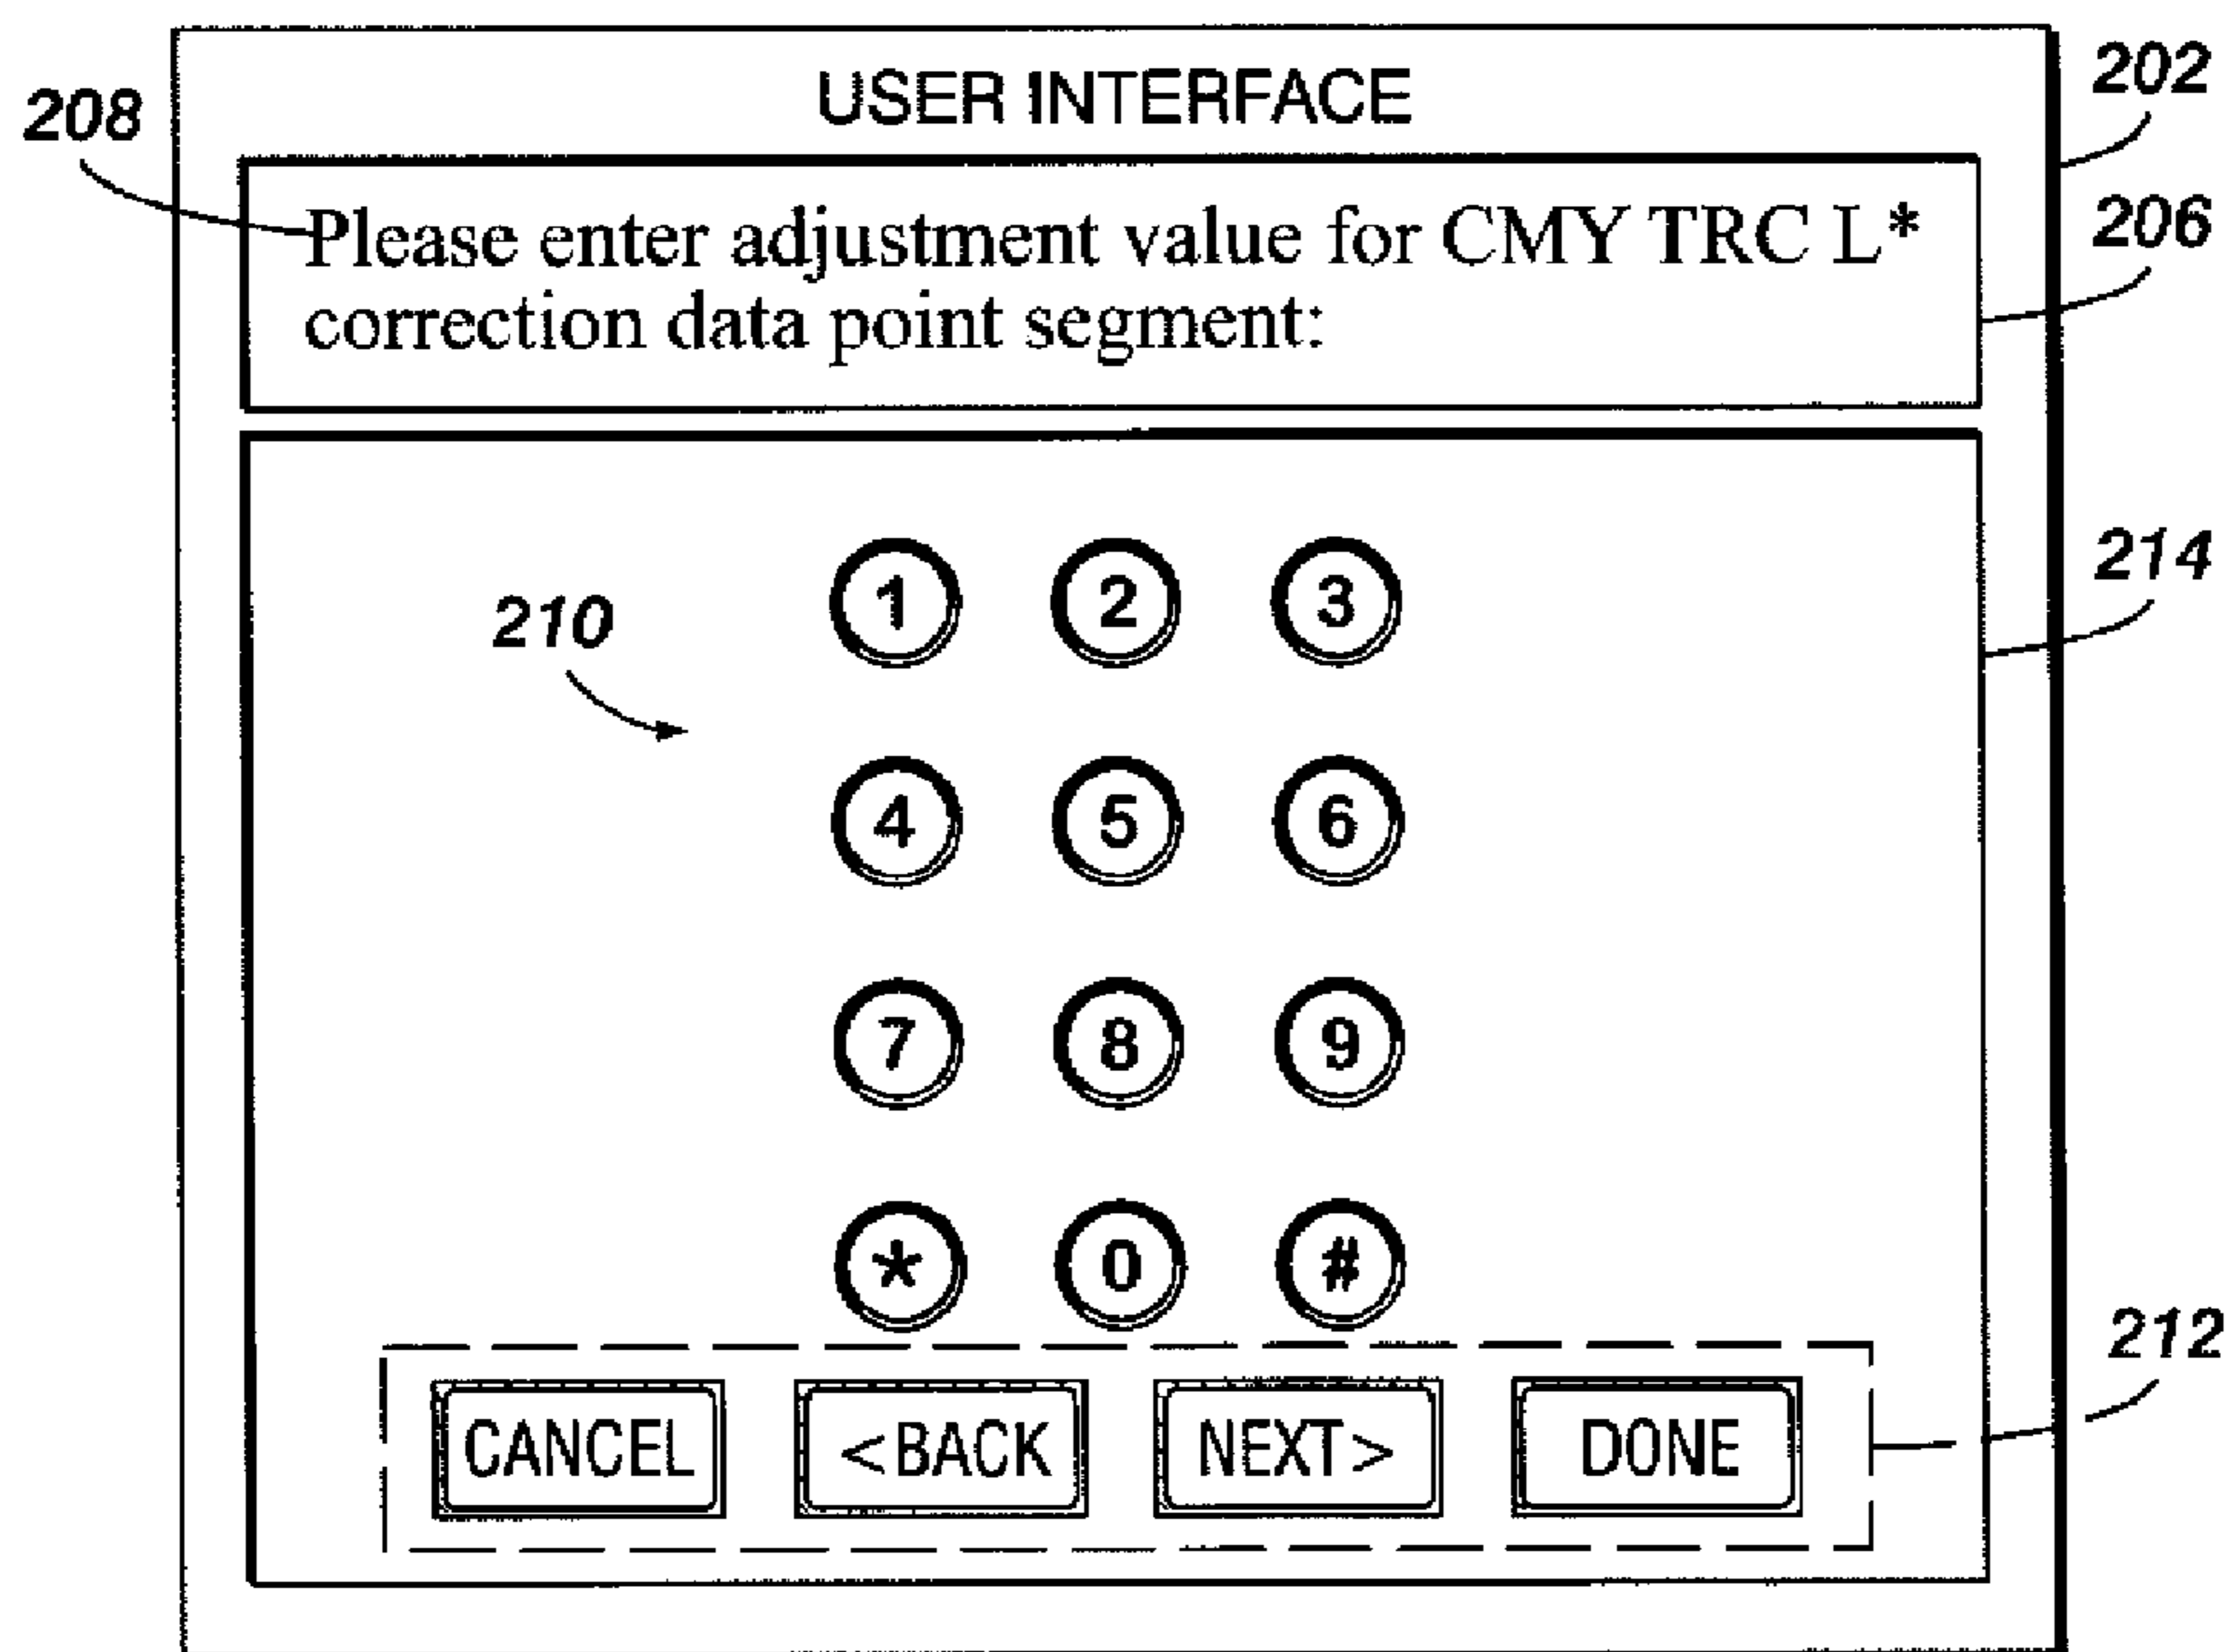 USER INTERFACE
202
208
Please enter adjustment value for CMY TRC L*
correction data point segment:
206
1 2 3
214
210
4 5 6
7 8 9
* 0 #
212
CANCEL <BACK NEXT> DONE